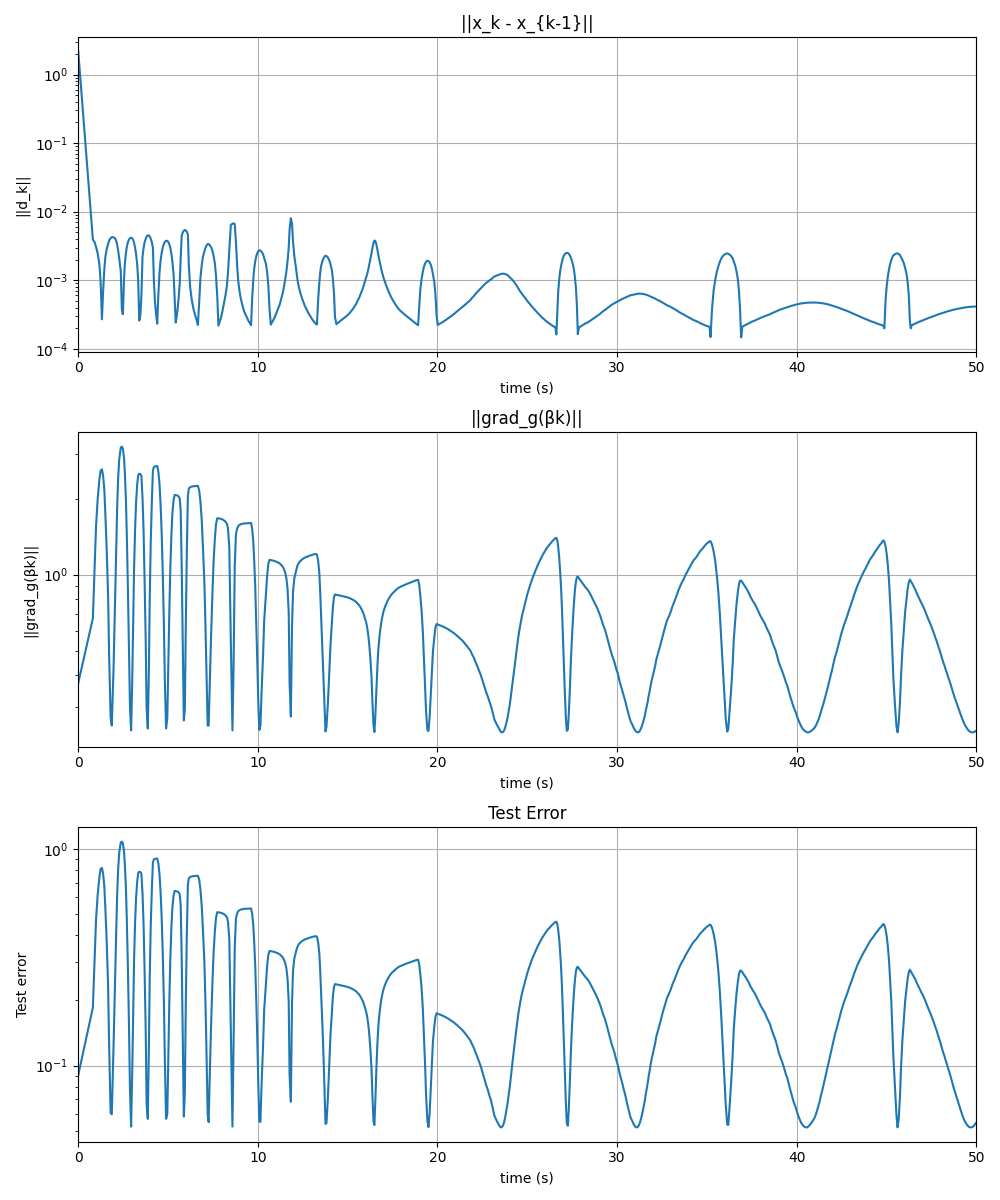 ||x_k - x_{k-1}||
10⁰
10⁻¹
10⁻²
10⁻³
10⁻⁴
||d_k||
0 10 20 30 40 50
time (s)
||grad_g(βk)||
10⁰
||grad_g(βk)||
0 10 20 30 40 50
time (s)
Test Error
10⁰
10⁻¹
Test error
0 10 20 30 40 50
time (s)